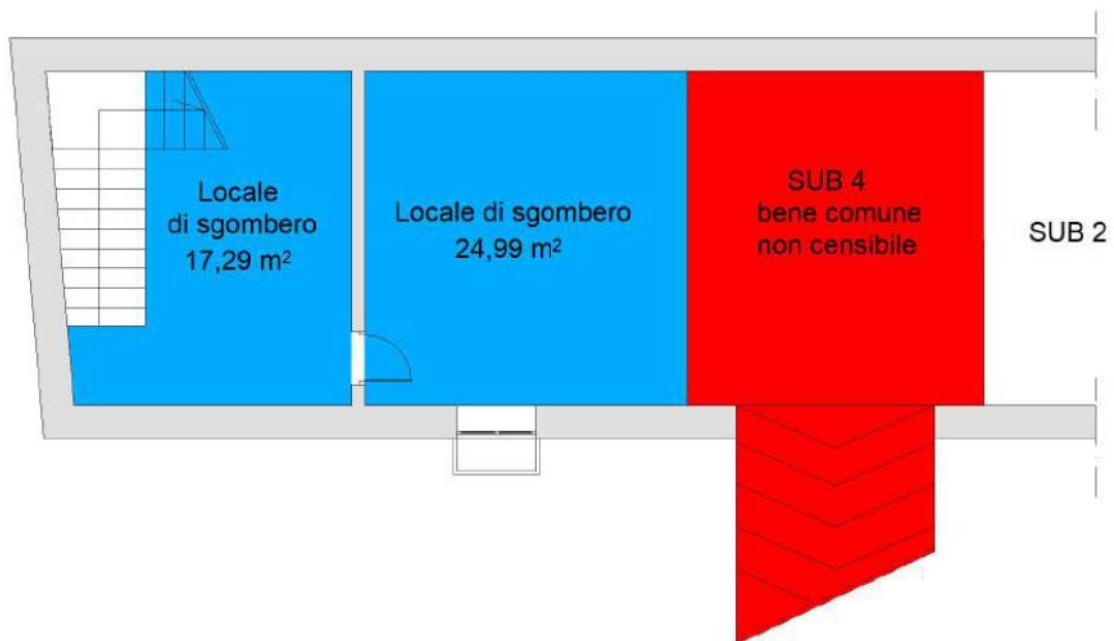 Locale
di sgombero
17,29 m²
Locale di sgombero
24,99 m²
SUB 4
bene comune
non censibile
SUB 2